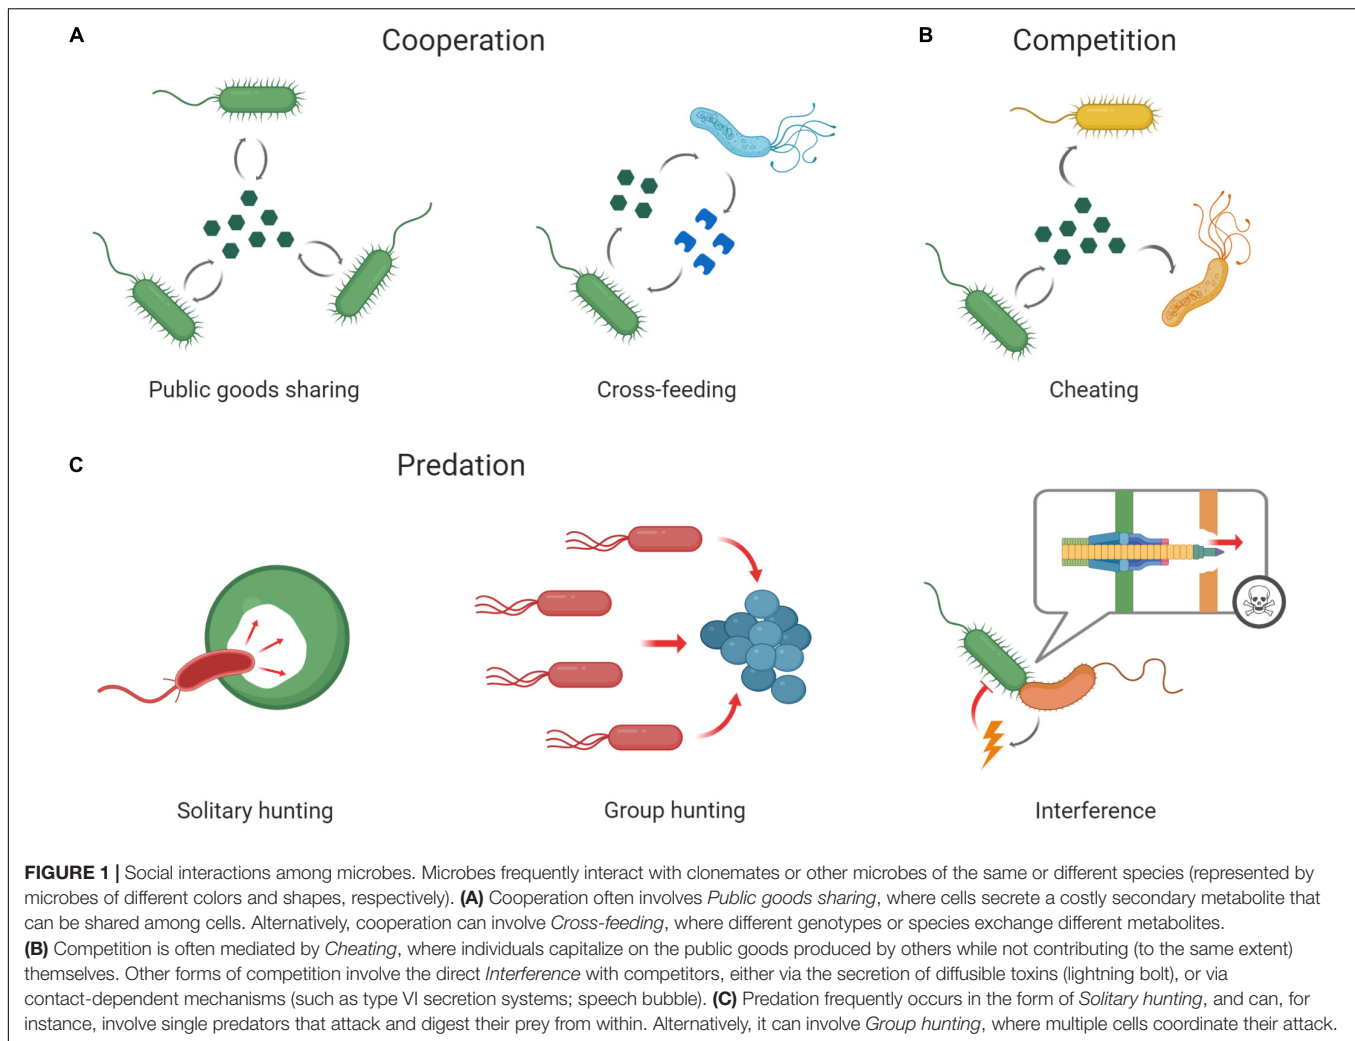 A
Cooperation
B
Competition
Public goods sharing
Cross-feeding
Cheating
C
Predation
Solitary hunting
Group hunting
Interference
FIGURE 1 | Social interactions among microbes. Microbes frequently interact with clonemates or other microbes of the same or different species (represented by
microbes of different colors and shapes, respectively). (A) Cooperation often involves Public goods sharing, where cells secrete a costly secondary metabolite that
can be shared among cells. Alternatively, cooperation can involve Cross-feeding, where different genotypes or species exchange different metabolites.
(B) Competition is often mediated by Cheating, where individuals capitalize on the public goods produced by others while not contributing (to the same extent)
themselves. Other forms of competition involve the direct Interference with competitors, either via the secretion of diffusible toxins (lightning bolt), or via
contact-dependent mechanisms (such as type VI secretion systems; speech bubble). (C) Predation frequently occurs in the form of Solitary hunting, and can, for
instance, involve single predators that attack and digest their prey from within. Alternatively, it can involve Group hunting, where multiple cells coordinate their attack.